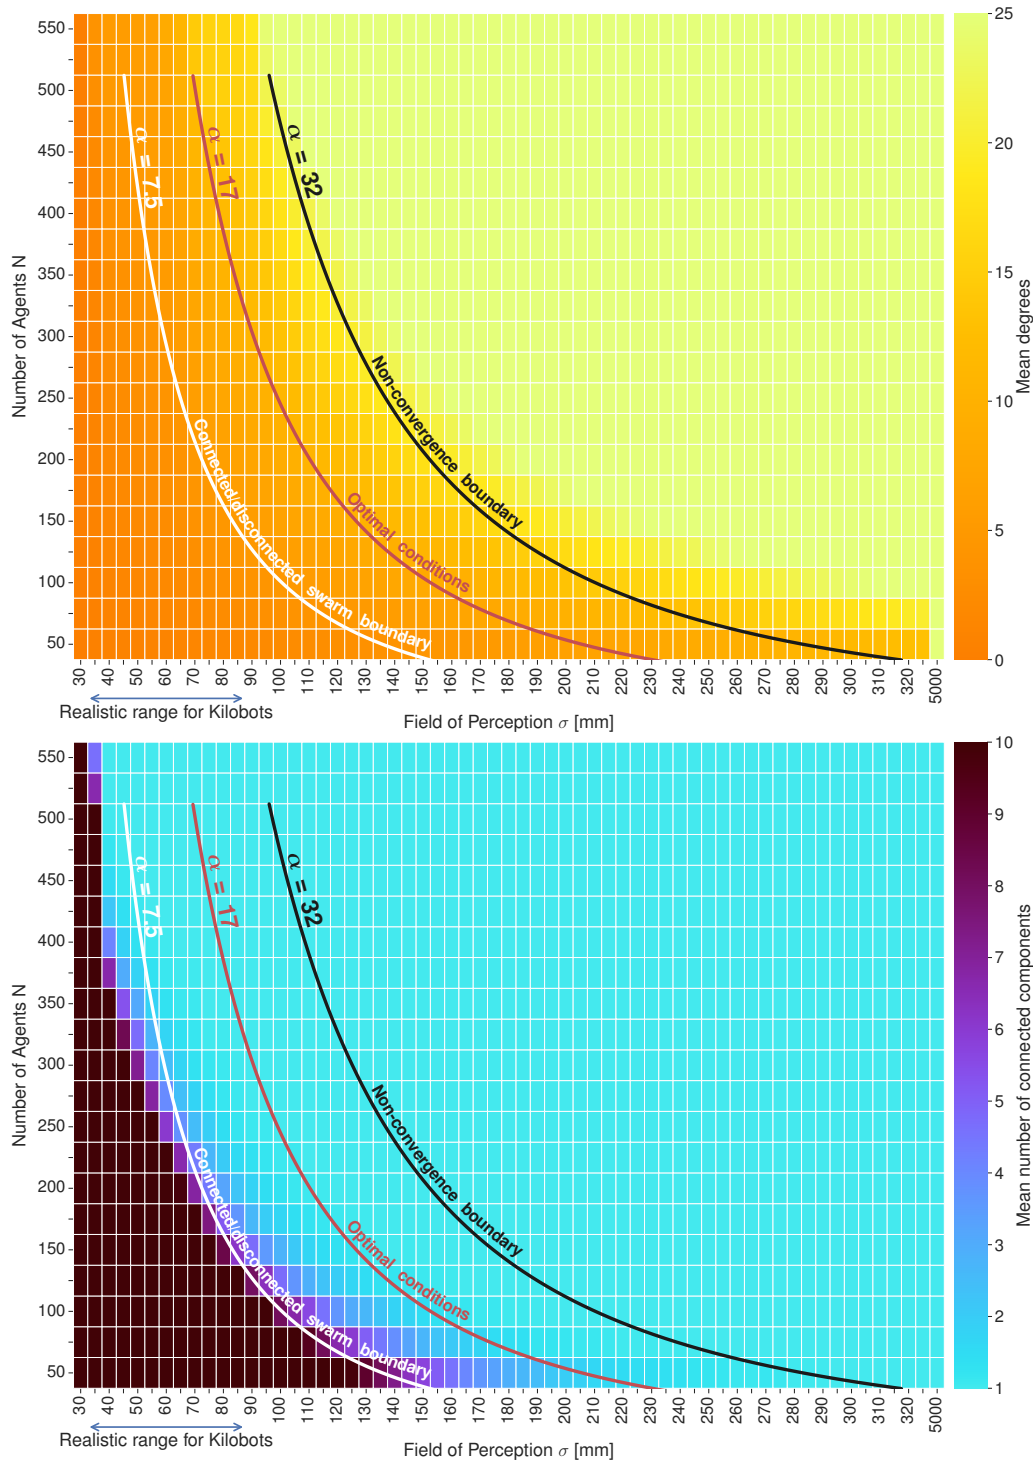 550
500
450
400
350
300
250
200
150
100
50
Number of Agents N
α = 7.5
α = 17
α = 32
Connected/disconnected swarm boundary
Optimal conditions
Non-convergence boundary
30 40 50 60 70 80 90 100 110 120 130 140 150 160 170 180 190 200 210 220 230 240 250 260 270 280 290 300 310 320 5000
Realistic range for Kilobots
Field of Perception σ [mm]
25
20
15
10
5
0
Mean degrees
550
500
450
400
350
300
250
200
150
100
50
Number of Agents N
α = 7.5
α = 17
α = 32
Connected/disconnected swarm boundary
Optimal conditions
Non-convergence boundary
30 40 50 60 70 80 90 100 110 120 130 140 150 160 170 180 190 200 210 220 230 240 250 260 270 280 290 300 310 320 5000
Realistic range for Kilobots
Field of Perception σ [mm]
10
9
8
7
6
5
4
3
2
1
Mean number of connected components